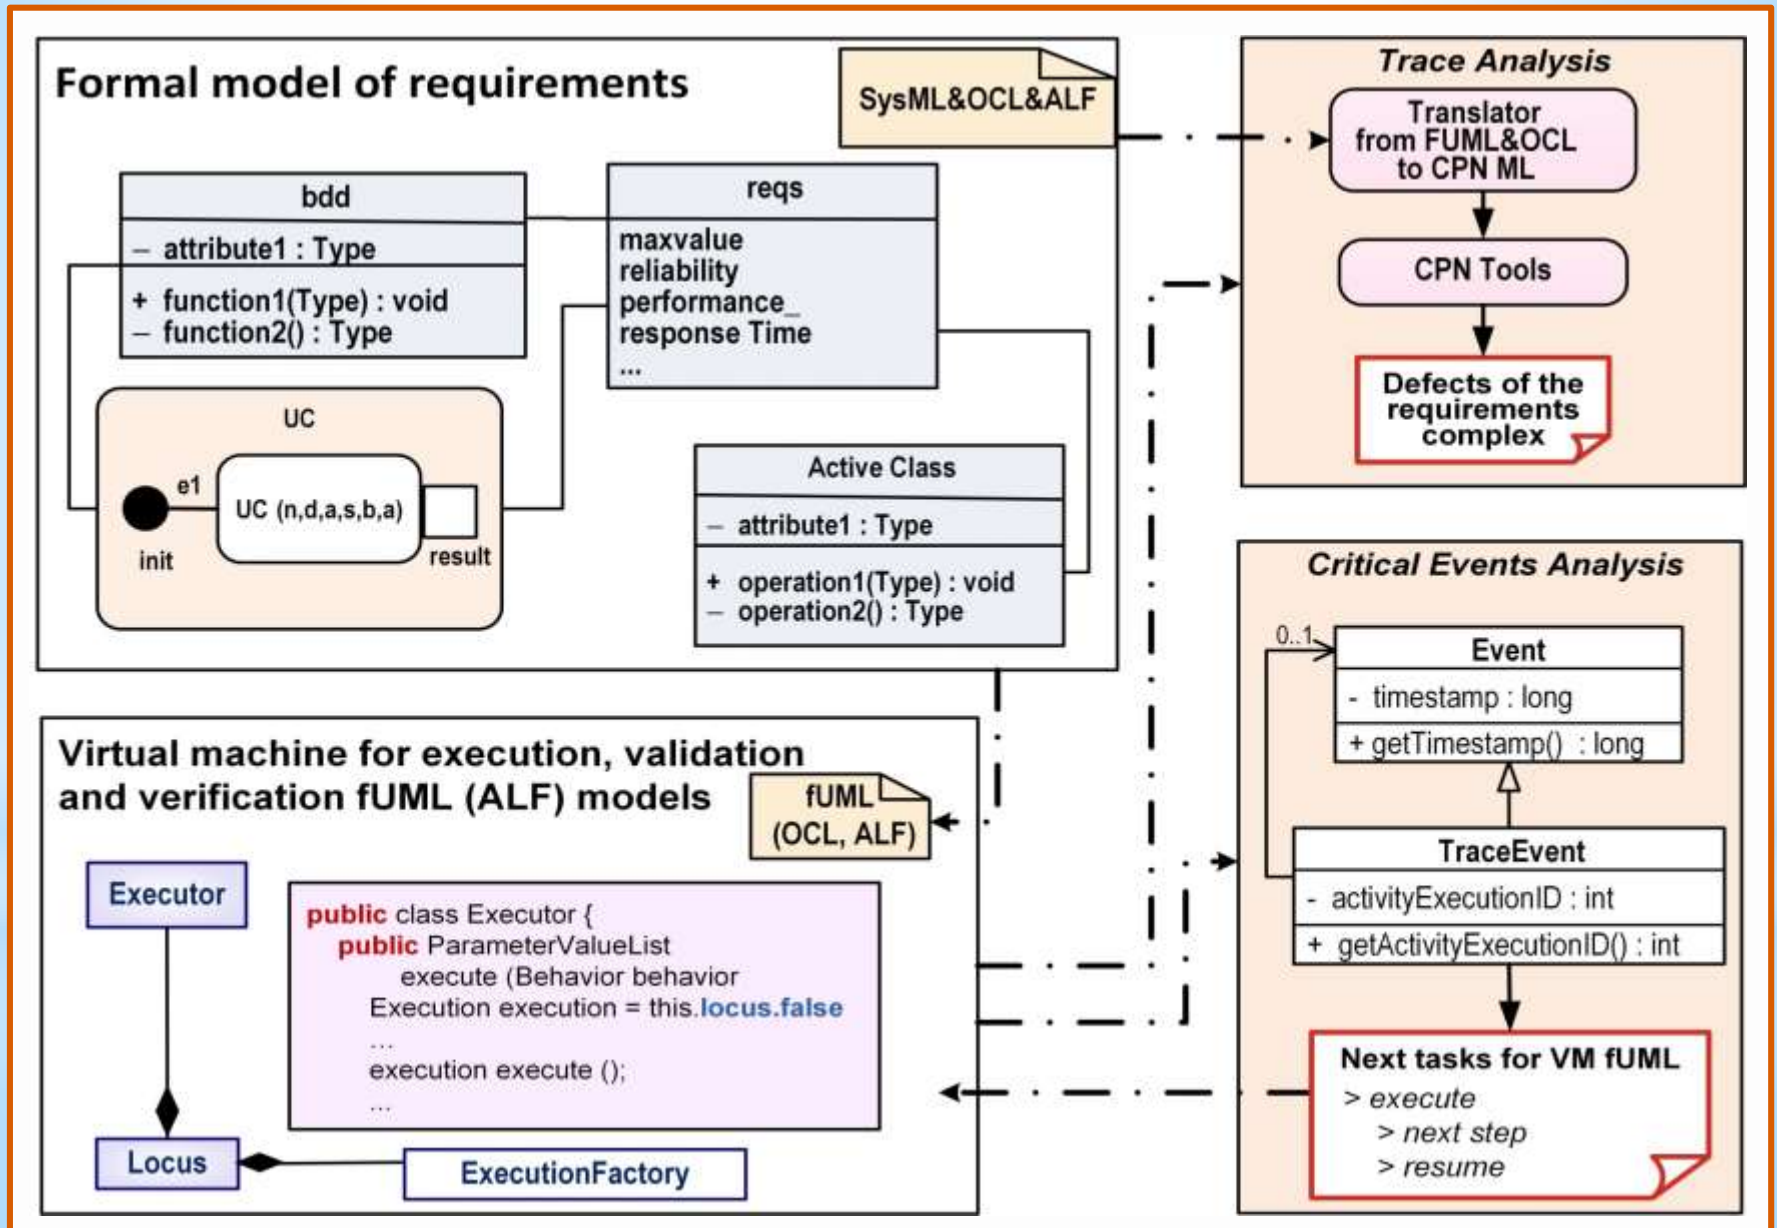 Formal model of requirements
SysML&OCL&ALF
bdd
– attribute1 : Type
+ function1(Type) : void
– function2() : Type
reqs
maxvalue
reliability
performance_
response Time
...
UC
e1
UC (n,d,a,s,b,a)
init
result
Active Class
– attribute1 : Type
+ operation1(Type) : void
– operation2() : Type
Trace Analysis
Translator
from FUML&OCL
to CPN ML
CPN Tools
Defects of the
requirements
complex
Virtual machine for execution, validation
and verification fUML (ALF) models
fUML
(OCL, ALF)
Executor
public class Executor {
public ParameterValueList
execute (Behavior behavior
Execution execution = this.locus.false
...
execution execute ();
...
Locus
ExecutionFactory
Critical Events Analysis
0..1
Event
- timestamp : long
+ getTimestamp() : long
TraceEvent
- activityExecutionID : int
+ getActivityExecutionID() : int
Next tasks for VM fUML
> execute
> next step
> resume